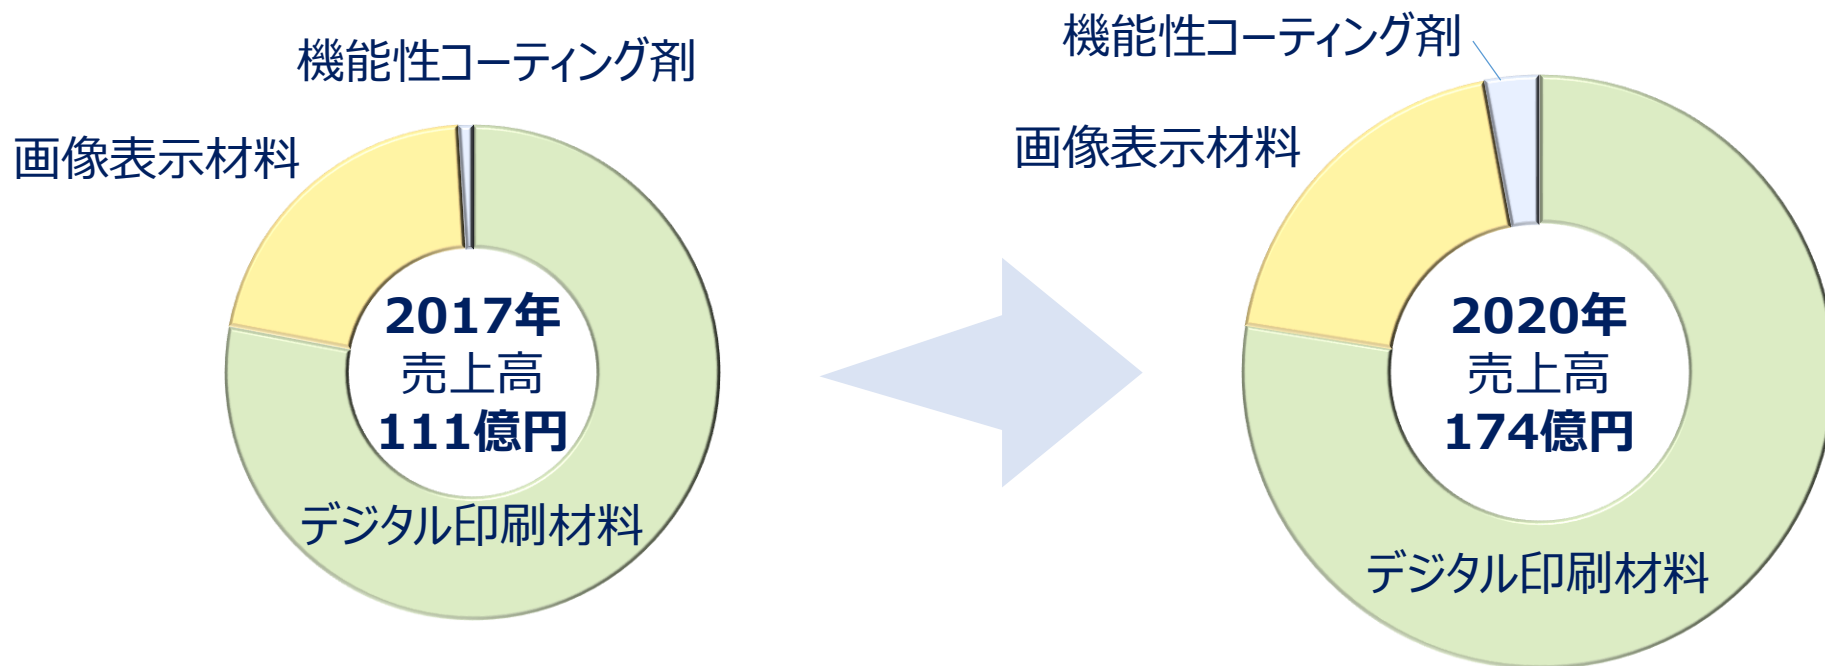 機能性コーティング剤
画像表示材料
2017年
売上高
111億円
デジタル印刷材料
機能性コーティング剤
画像表示材料
2020年
売上高
174億円
デジタル印刷材料